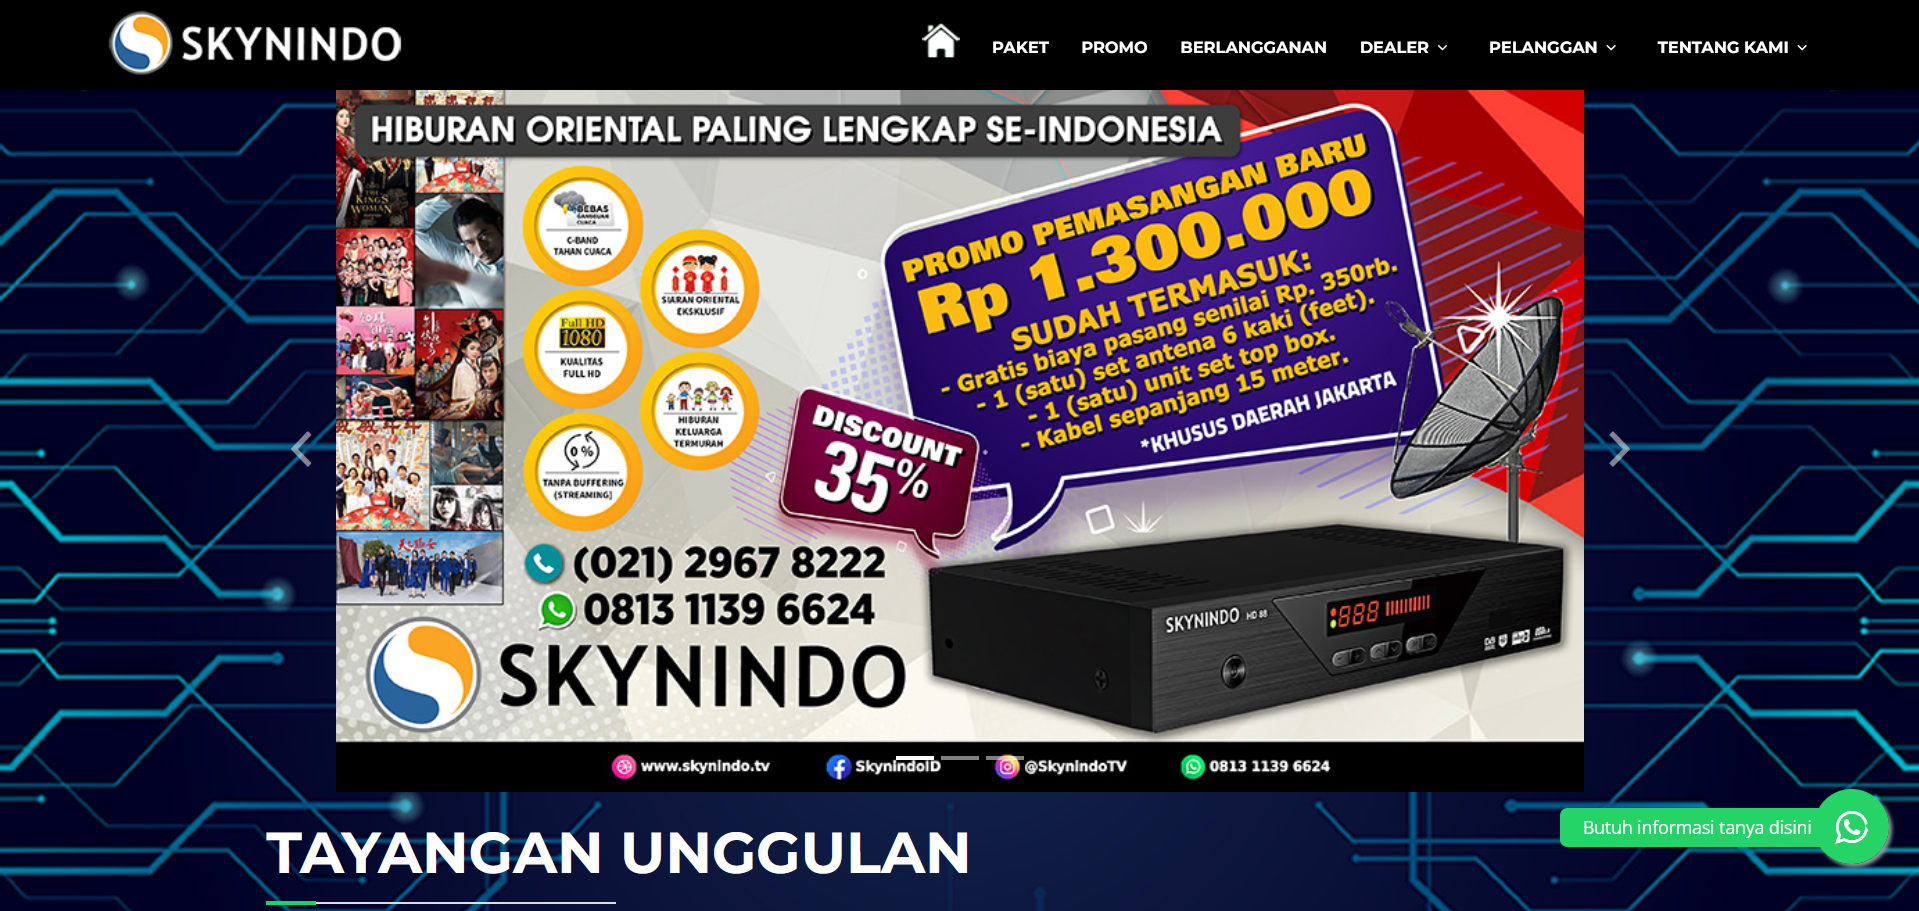 SKYNINDO
PAKET
PROMO
BERLANGGANAN
DEALER
PELANGGAN
TENTANG KAMI
HIBURAN ORIENTAL PALING LENGKAP SE-INDONESIA
THE
KING'S
WOMAN
BEBAS
GANGGUAN
CUACA
C-BAND
TAHAN CUACA
SIARAN ORIENTAL
EKSKLUSIF
Full HD
1080
KUALITAS
FULL HD
HIBURAN
KELUARGA
TERMURAH
0 %
TANPA BUFFERING
(STREAMING)
PROMO PEMASANGAN BARU
Rp 1.300.000
SUDAH TERMASUK:
- Gratis biaya pasang senilai Rp. 350rb.
- 1 (satu) set antena 6 kaki (feet).
- 1 (satu) unit set top box.
- Kabel sepanjang 15 meter.
*KHUSUS DAERAH JAKARTA
DISCOUNT
35%
(021) 2967 8222
0813 1139 6624
SKYNINDO
SKYNINDO HD 88
888
www.skynindo.tv
SkynindoID
@SkynindoTV
0813 1139 6624
TAYANGAN UNGGULAN
Butuh informasi tanya disini